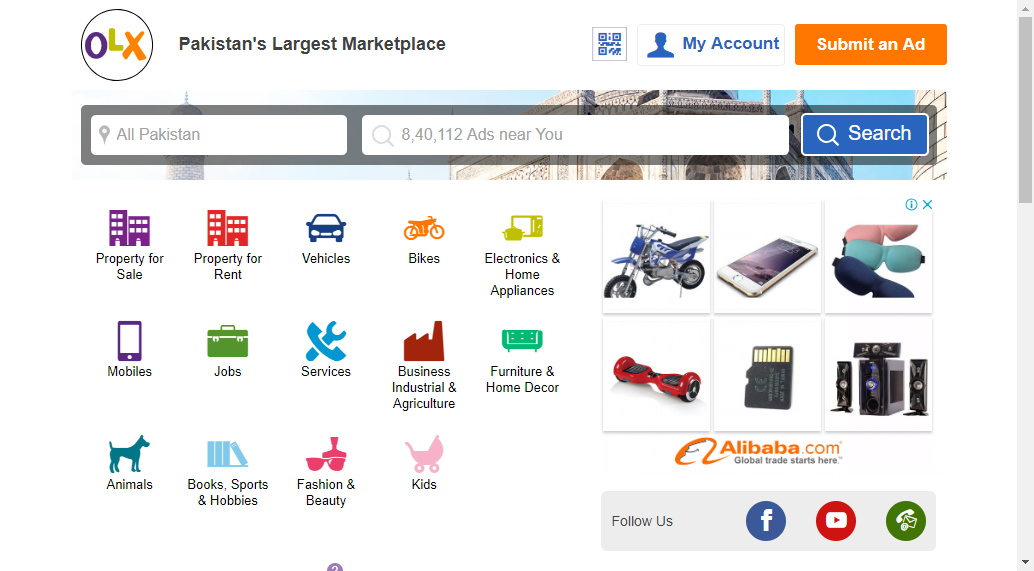 OLX
Pakistan's Largest Marketplace
My Account
Submit an Ad
All Pakistan
8,40,112 Ads near You
Search
Property for
Sale
Property for
Rent
Vehicles
Bikes
Electronics &
Home
Appliances
Mobiles
Jobs
Services
Business
Industrial &
Agriculture
Furniture &
Home Decor
Animals
Books, Sports
& Hobbies
Fashion &
Beauty
Kids
Alibaba.com
Global trade starts here.™
Follow Us